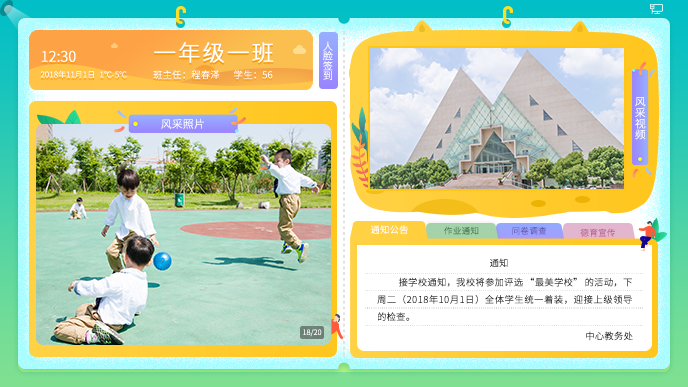 12:30
2018年11月1日 1℃-5℃
一年级一班
班主任：程春泽 学生：56
人脸签到
风采照片
18/20
风采视频
通知公告
作业通知
问卷调查
德育宣传
通知
接学校通知，我校将参加评选 “最美学校” 的活动，下
周二（2018年10月1日）全体学生统一着装，迎接上级领导
的检查。
中心教务处